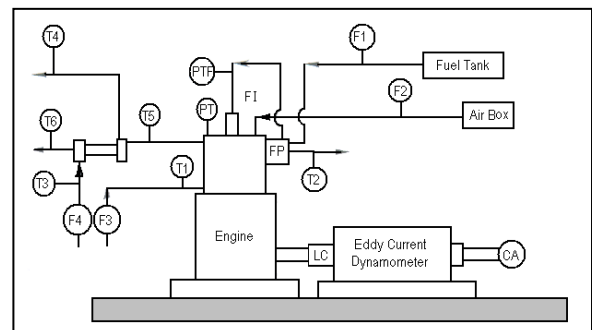 T4
F1
Fuel Tank
PTF
FI
F2
Air Box
T6
T5
PT
FP
T2
T3
T1
F4
F3
Engine
LC
Eddy Current
Dynamometer
CA